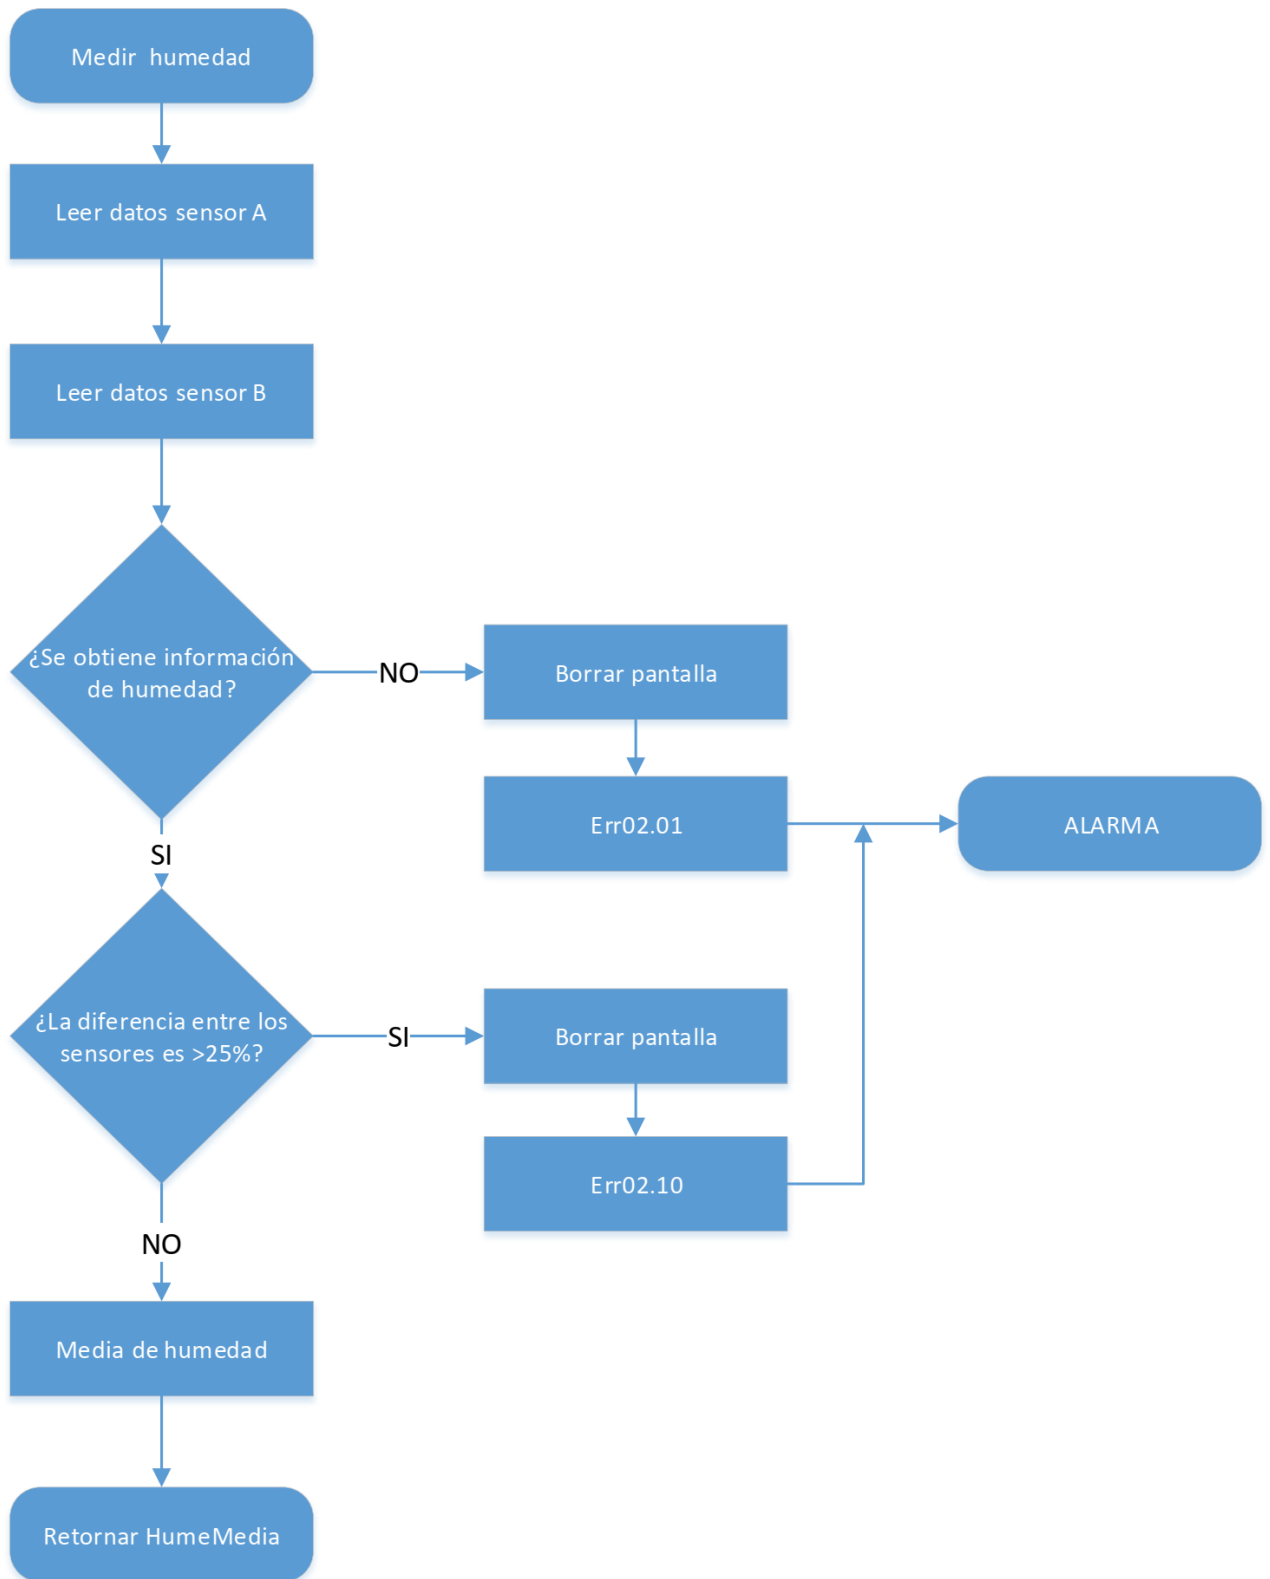 Medir humedad
Leer datos sensor A
Leer datos sensor B
¿Se obtiene información
de humedad?
NO
Borrar pantalla
Err02.01
ALARMA
SI
¿La diferencia entre los
sensores es >25%?
SI
Borrar pantalla
Err02.10
NO
Media de humedad
Retornar HumeMedia